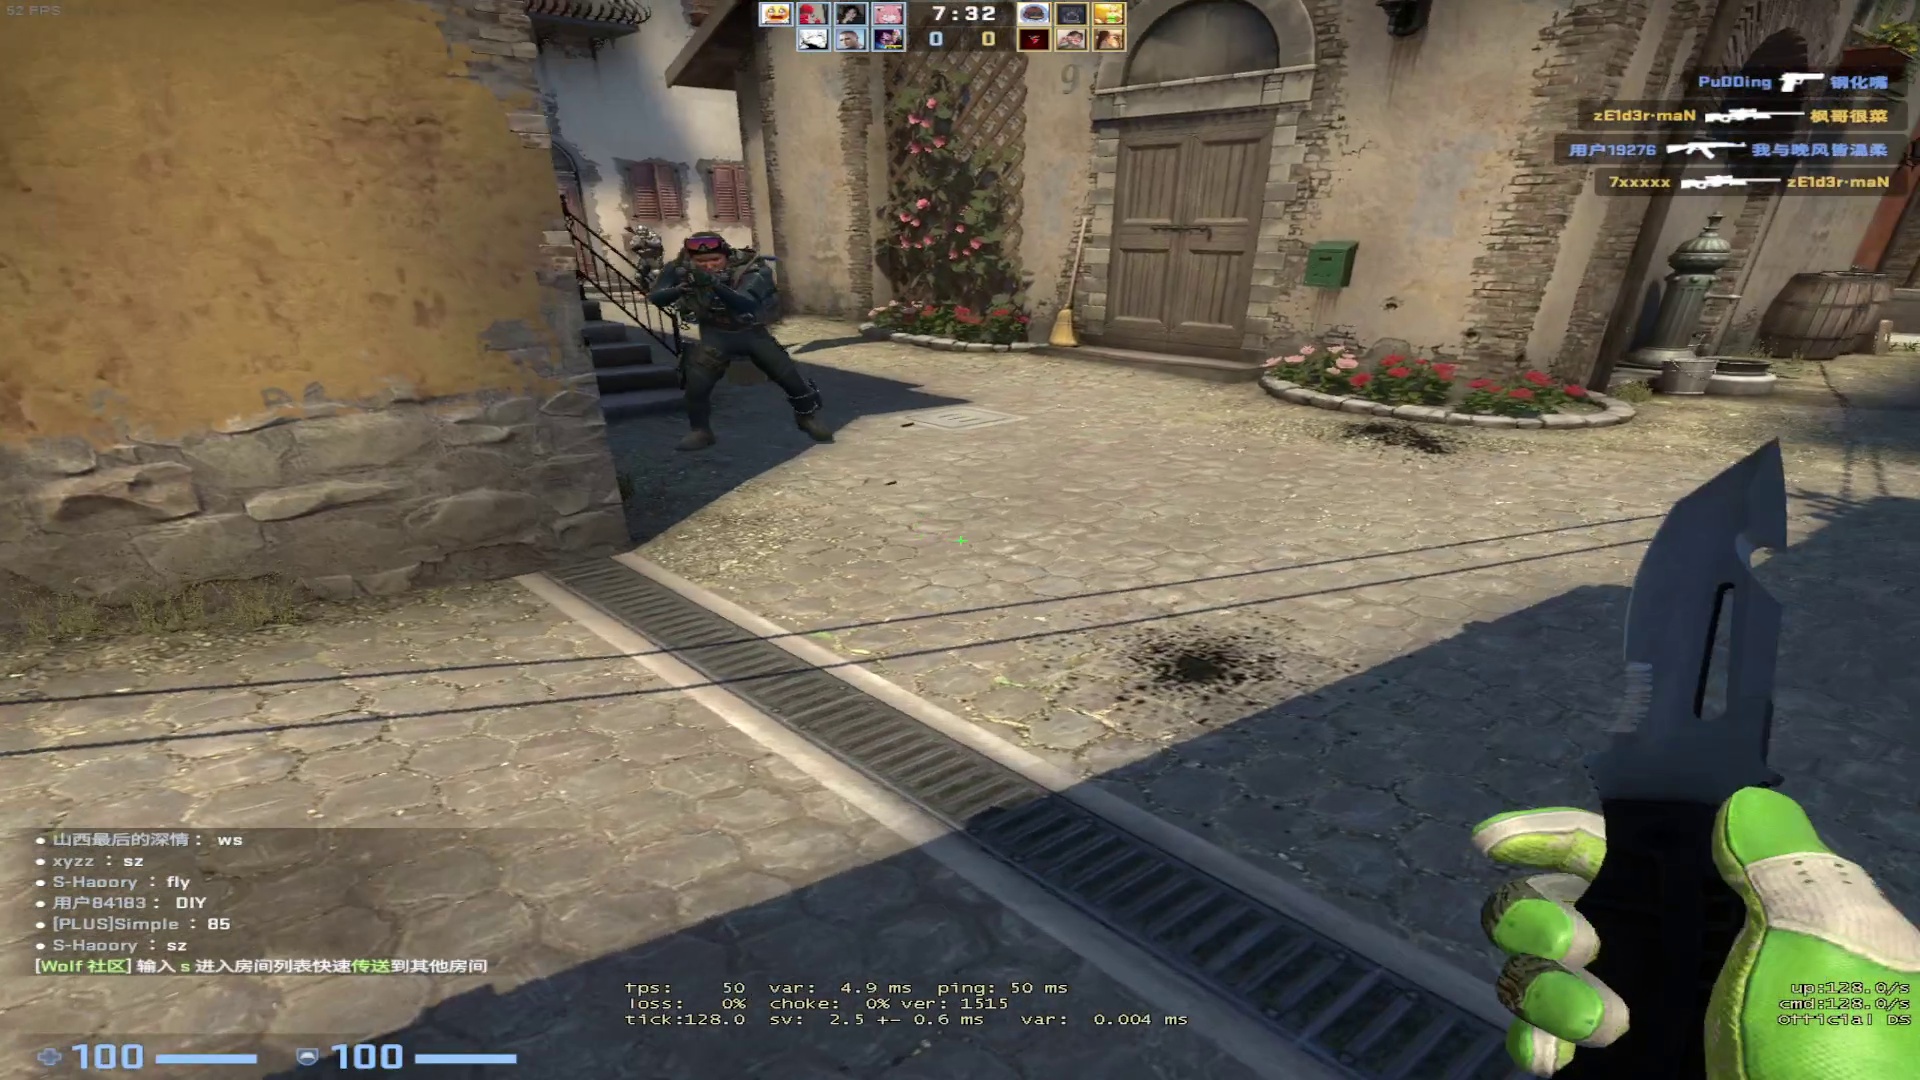 52 FPS
7:32
0 0
9
PuDDing 钢化嘴
zE1d3r·maN 枫哥很菜
用户19276 我与晚风皆温柔
7xxxxx zE1d3r·maN
山西最后的深情： ws
xyzz ： sz
S-Haoory ： fly
用户84183： DIY
[PLUS]Simple ： 85
S-Haoory ： sz
[Wolf 社区] 输入 s 进入房间列表快速传送到其他房间
fps: 50 var: 4.9 ms ping: 50 ms
loss: 0% choke: 0% ver: 1515
tick:128.0 sv: 2.5 +- 0.6 ms var: 0.004 ms
up:128.0/s
cmd:128.0/s
Official DS
100 100